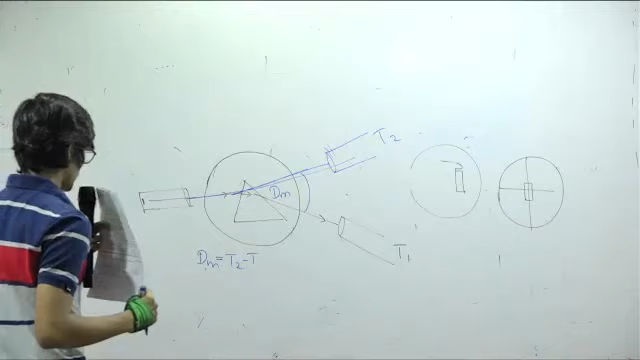 T₂
Dₘ
T₁
Dₘ = T₂ - T